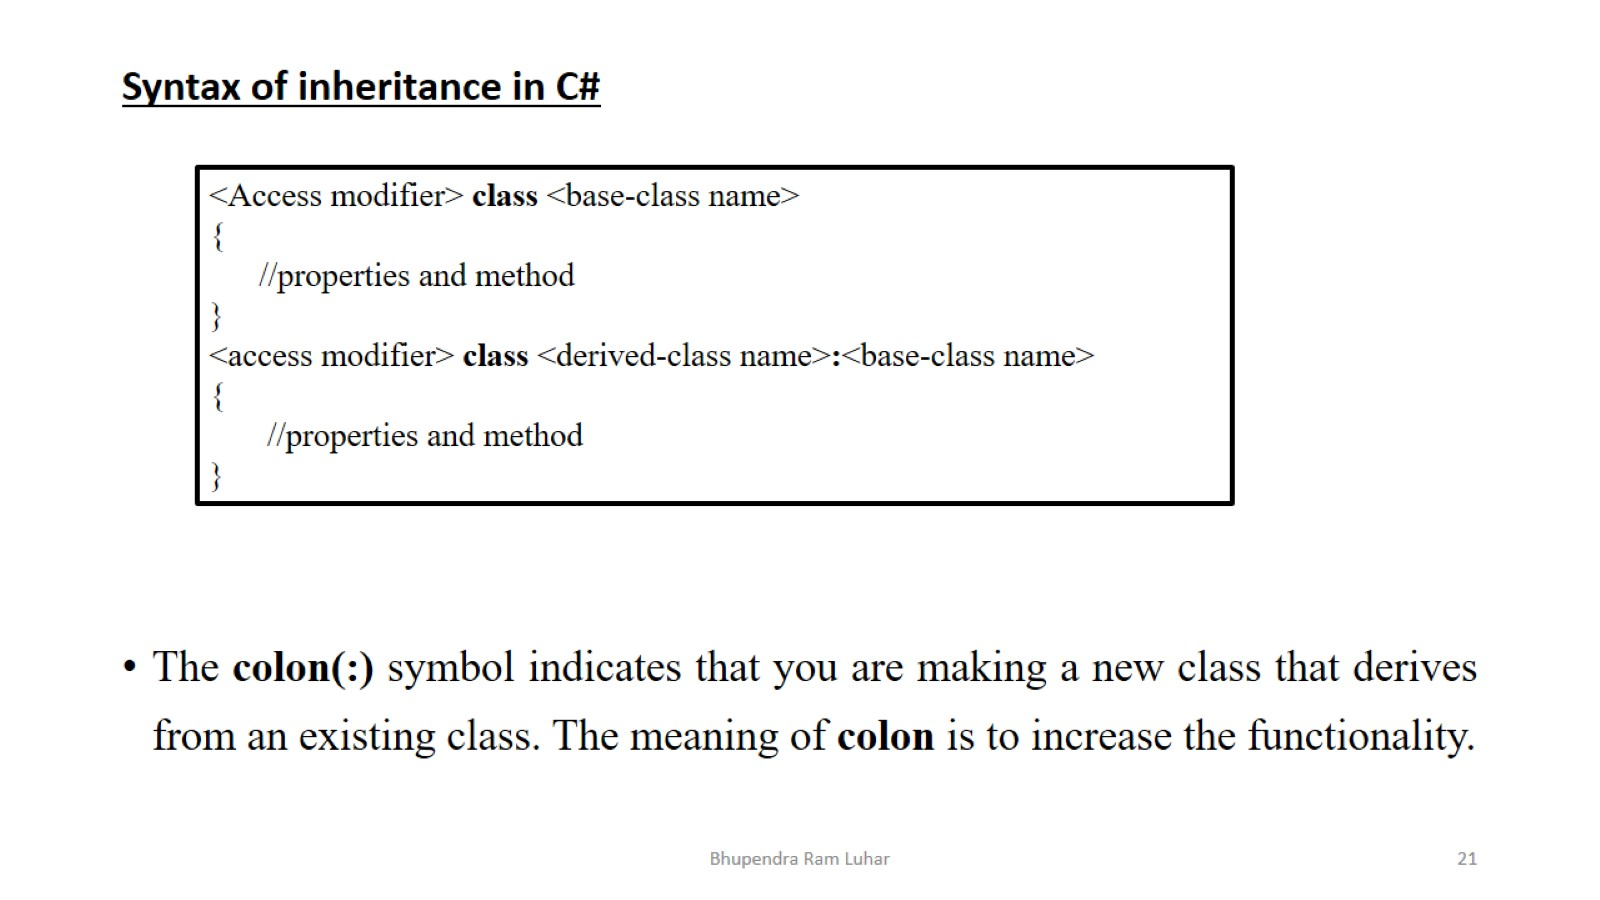 Syntax of inheritance in C#
<Access modifier> class <base-class name>
{
//properties and method
}
<access modifier> class <derived-class name>:<base-class name>
{
//properties and method
}
• The colon(:) symbol indicates that you are making a new class that derives
from an existing class. The meaning of colon is to increase the functionality.
Bhupendra Ram Luhar
21